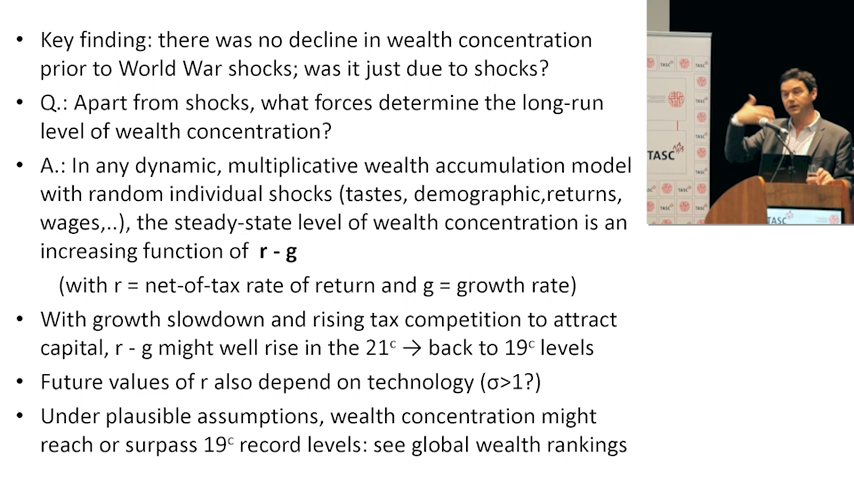 • Key finding: there was no decline in wealth concentration
prior to World War shocks; was it just due to shocks?
• Q.: Apart from shocks, what forces determine the long-run
level of wealth concentration?
• A.: In any dynamic, multiplicative wealth accumulation model
with random individual shocks (tastes, demographic,returns,
wages,..), the steady-state level of wealth concentration is an
increasing function of r - g
(with r = net-of-tax rate of return and g = growth rate)
• With growth slowdown and rising tax competition to attract
capital, r - g might well rise in the 21ᶜ → back to 19ᶜ levels
• Future values of r also depend on technology (σ>1?)
• Under plausible assumptions, wealth concentration might
reach or surpass 19ᶜ record levels: see global wealth rankings
TASC
TASC